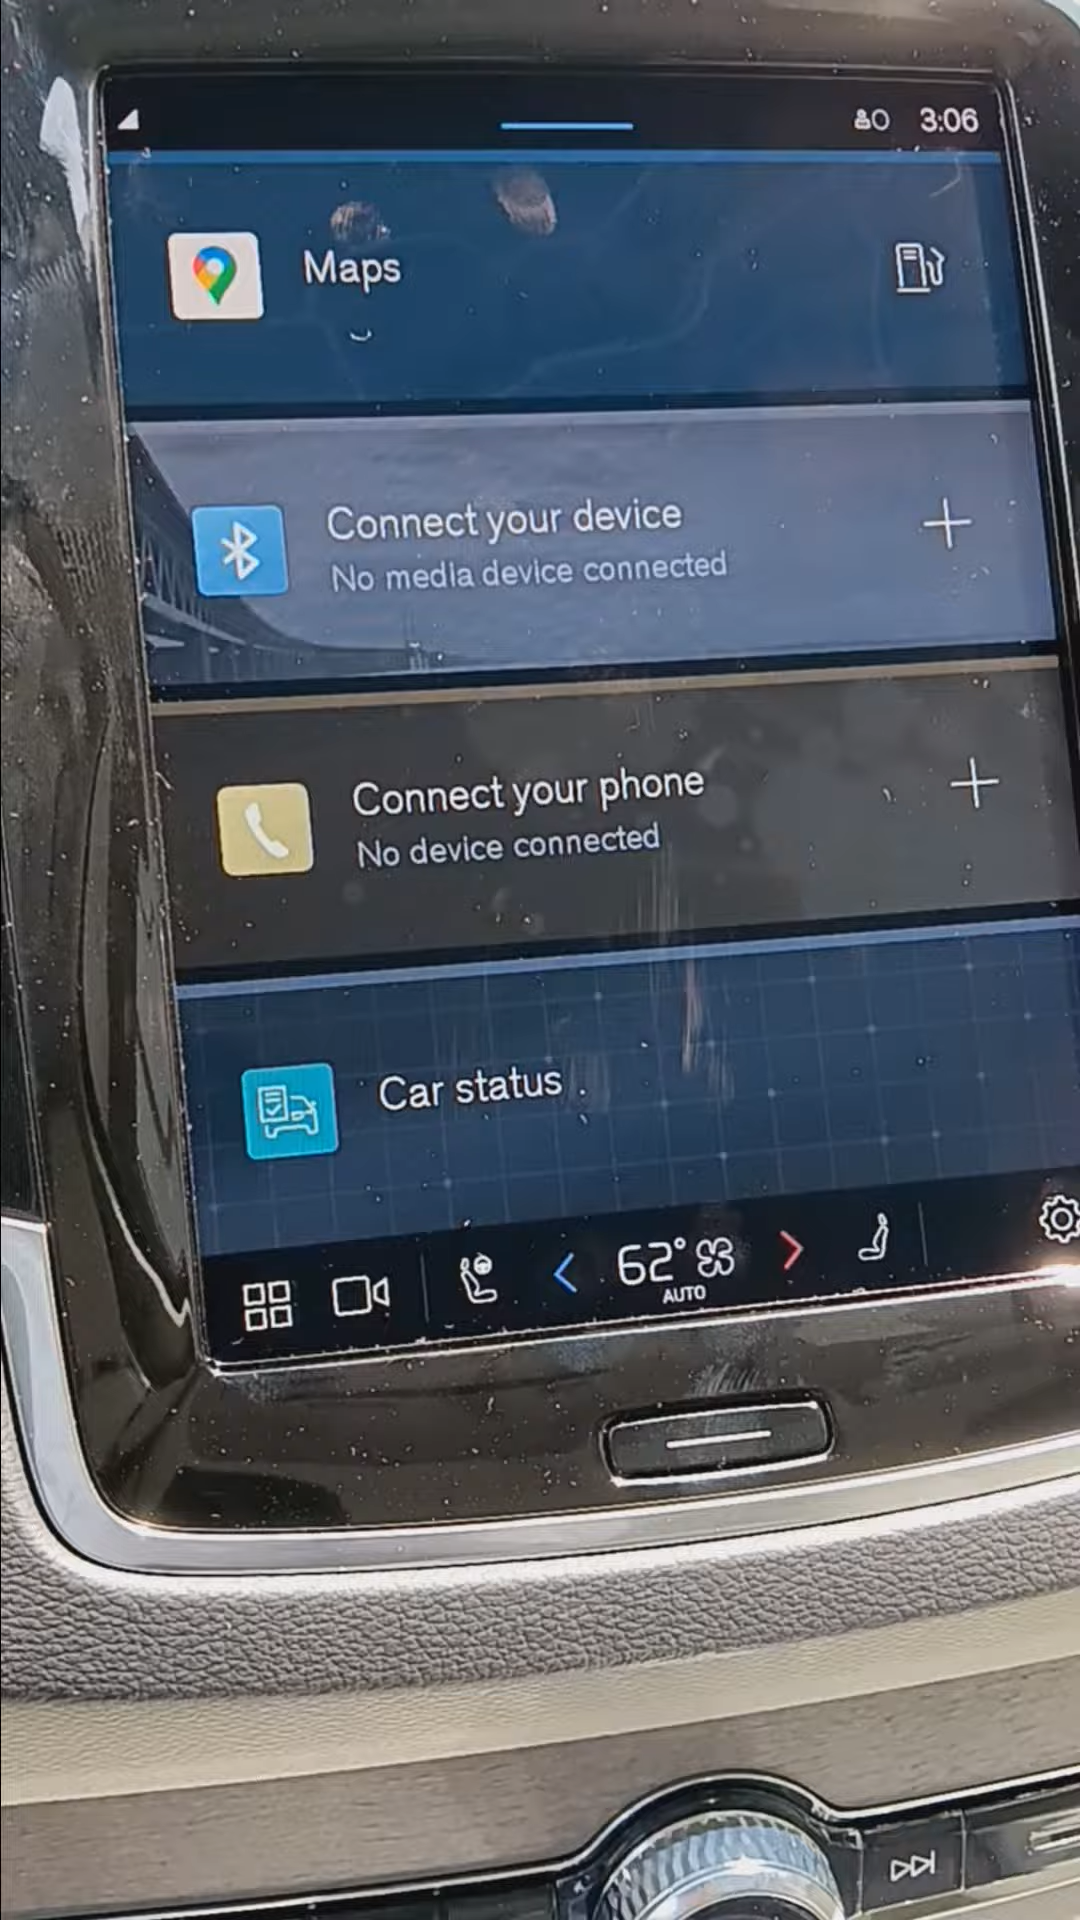 3:06
Maps
Connect your device
No media device connected
Connect your phone
No device connected
Car status
62°
AUTO